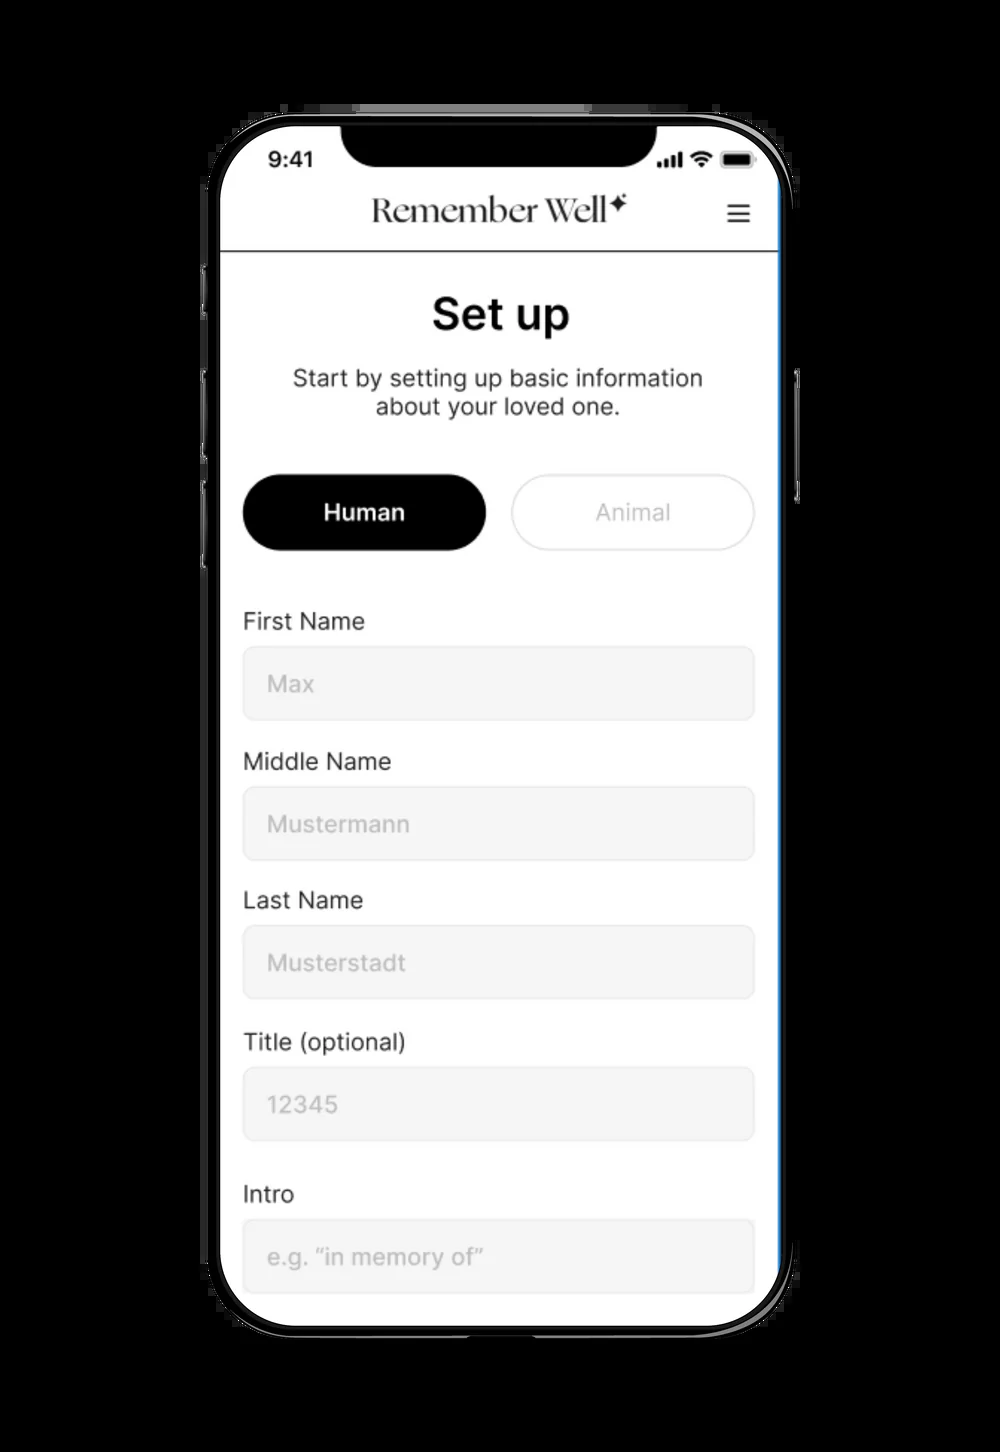 9:41
Remember Well
Set up
Start by setting up basic information
about your loved one.
Human
Animal
First Name
Max
Middle Name
Mustermann
Last Name
Musterstadt
Title (optional)
12345
Intro
e.g. “in memory of”